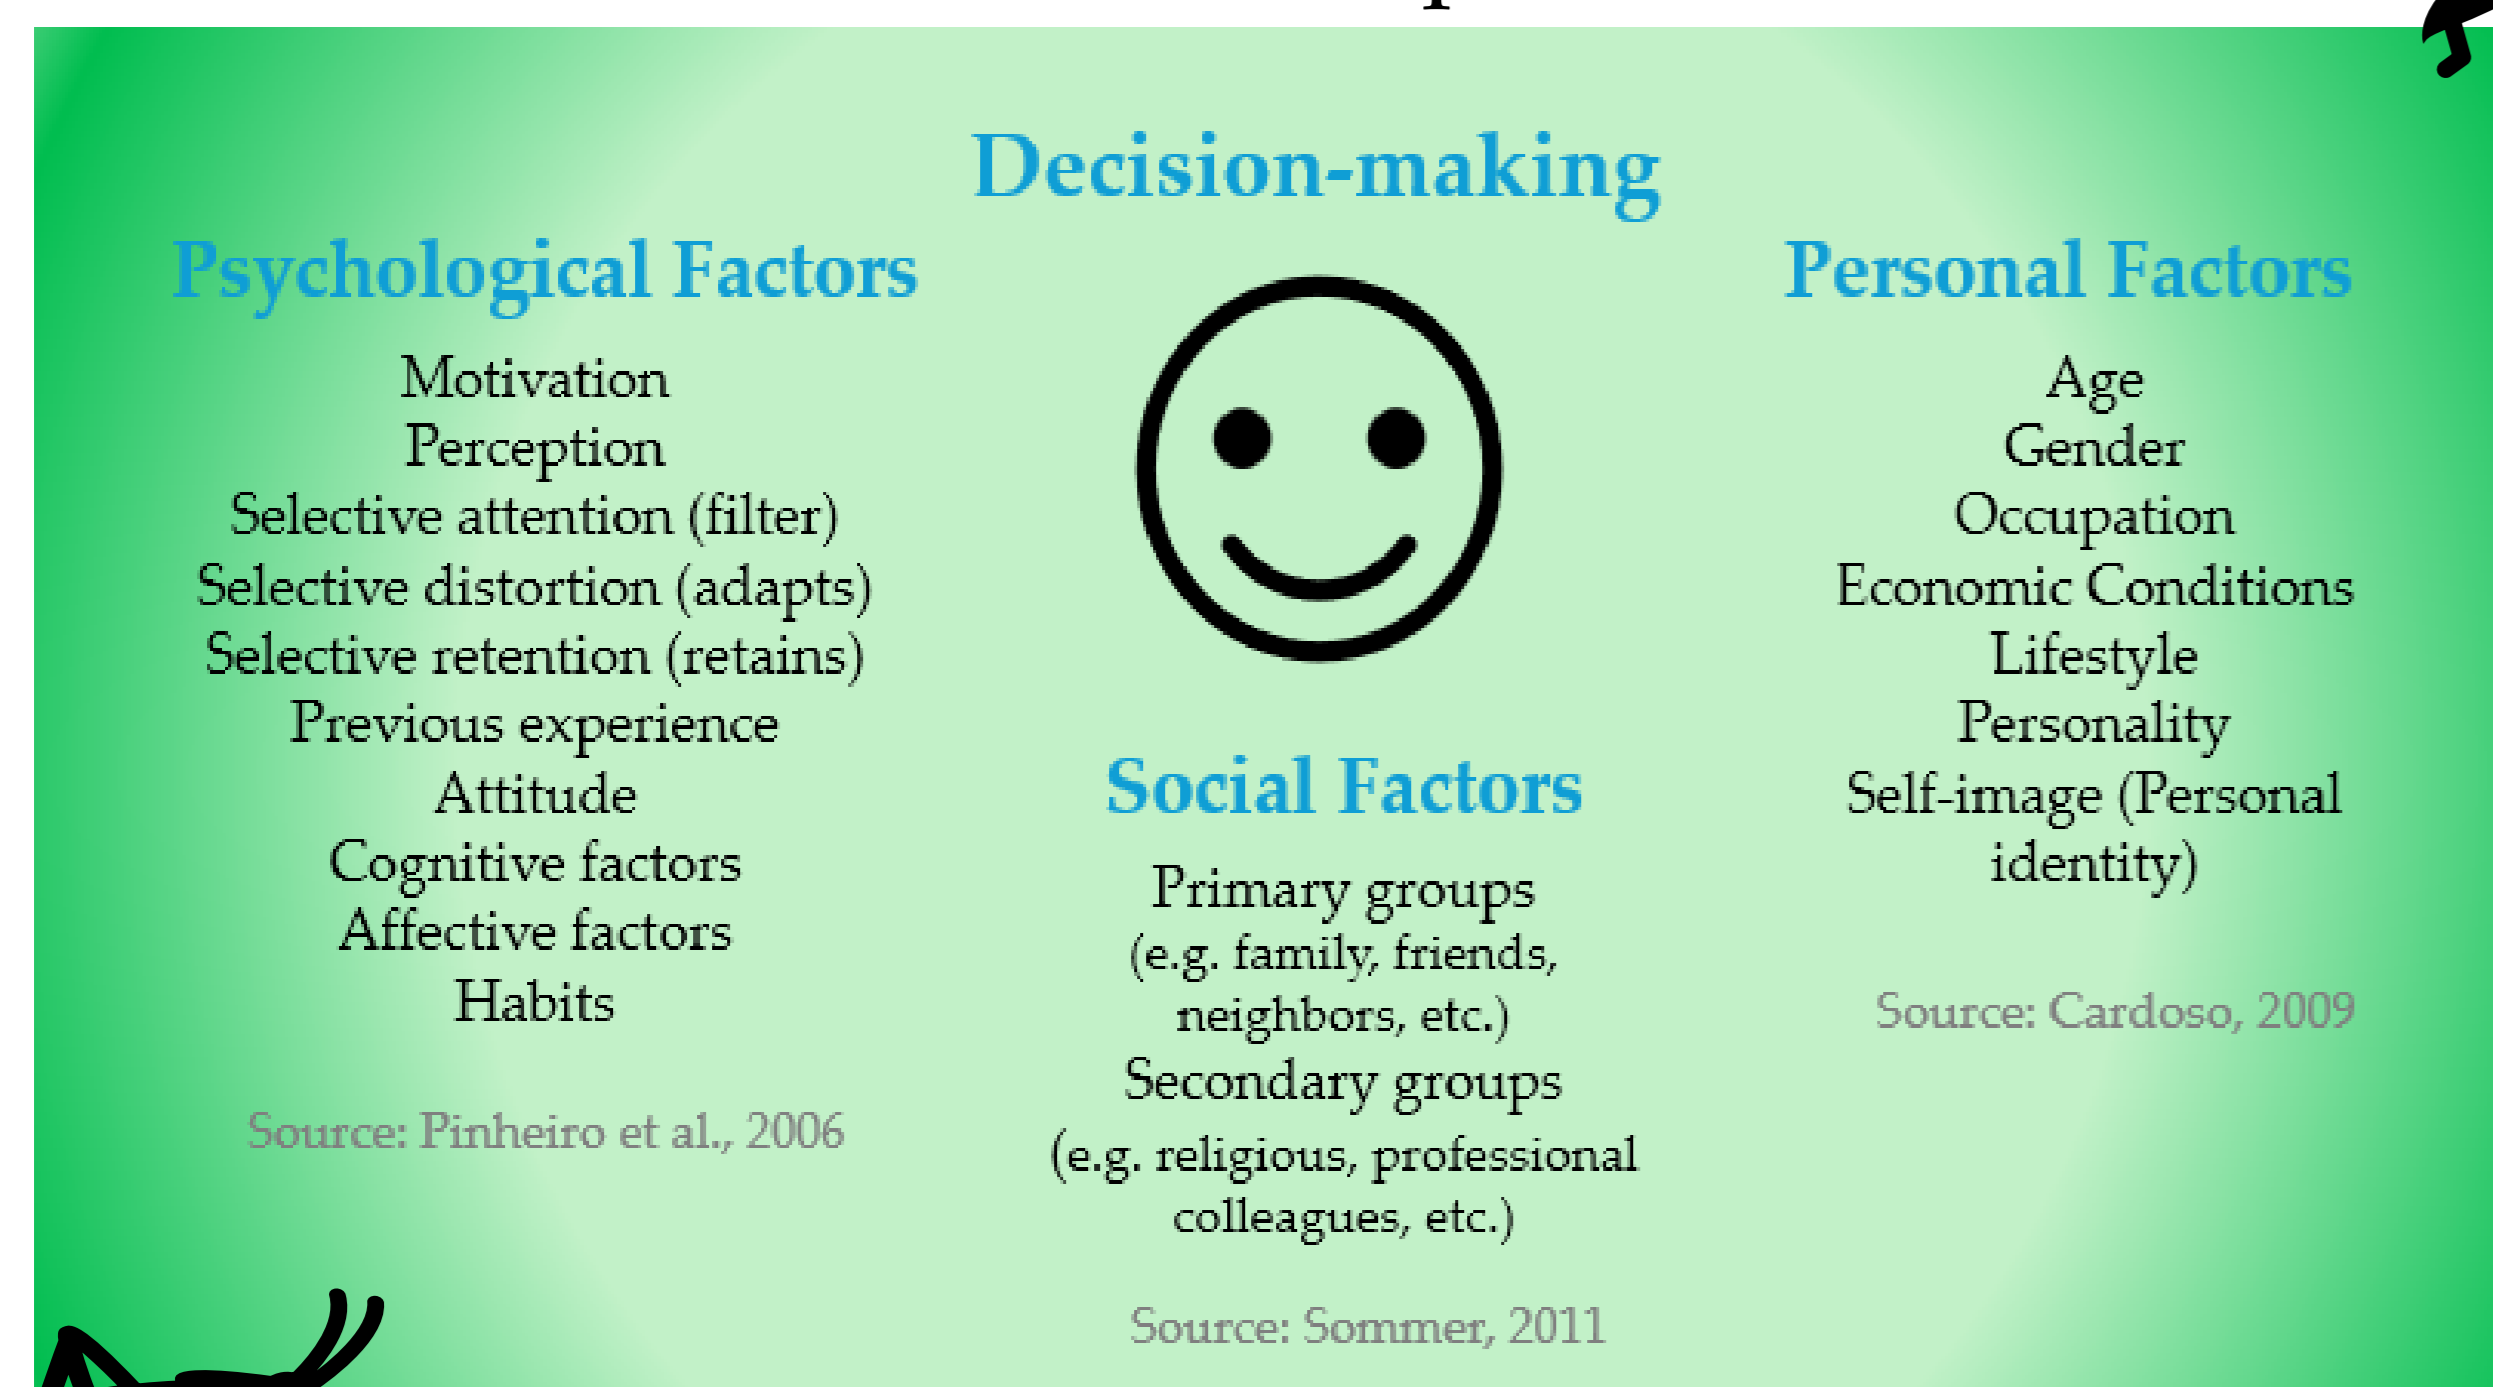 Decision-making
Psychological Factors
Motivation
Perception
Selective attention (filter)
Selective distortion (adapts)
Selective retention (retains)
Previous experience
Attitude
Cognitive factors
Affective factors
Habits
Source: Pinheiro et al., 2006
Social Factors
Primary groups
(e.g. family, friends,
neighbors, etc.)
Secondary groups
(e.g. religious, professional
colleagues, etc.)
Source: Sommer, 2011
Personal Factors
Age
Gender
Occupation
Economic Conditions
Lifestyle
Personality
Self-image (Personal
identity)
Source: Cardoso, 2009